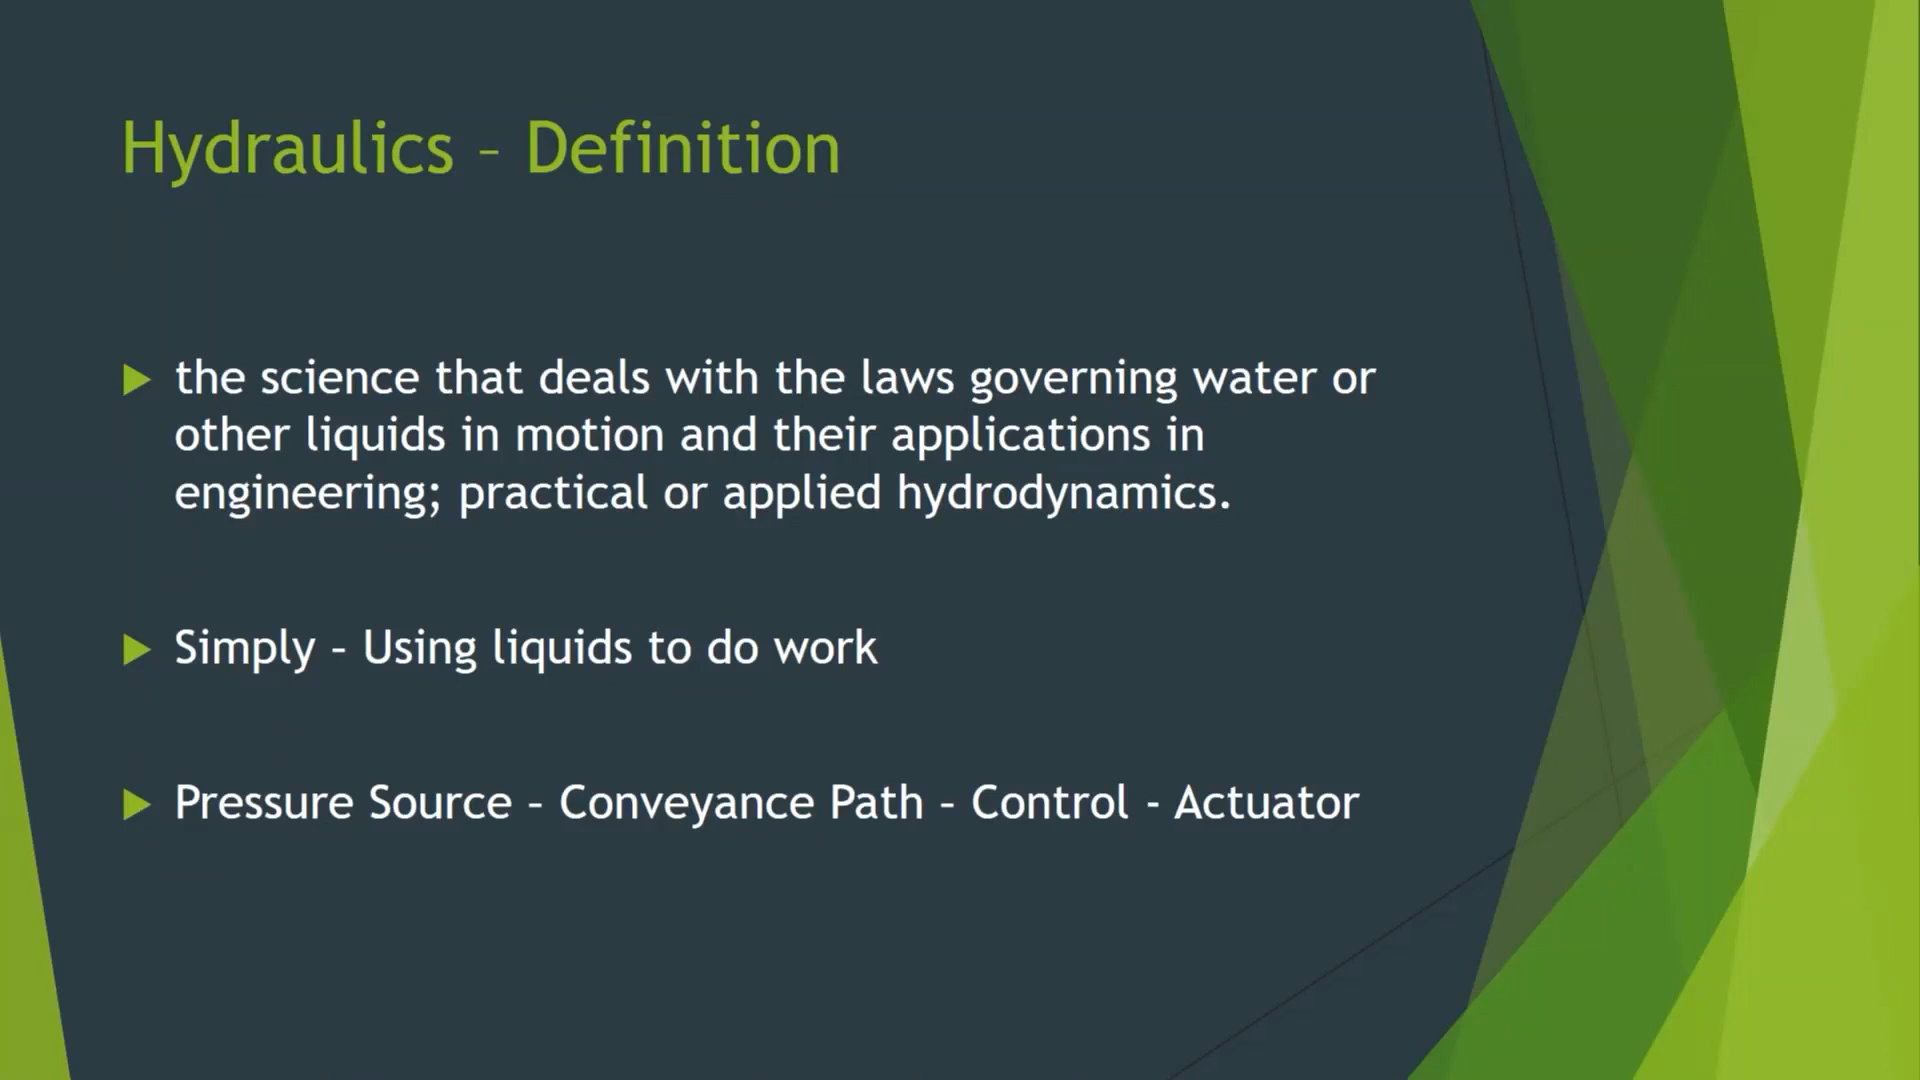 Hydraulics – Definition
the science that deals with the laws governing water or
other liquids in motion and their applications in
engineering; practical or applied hydrodynamics.
Simply – Using liquids to do work
Pressure Source – Conveyance Path – Control - Actuator